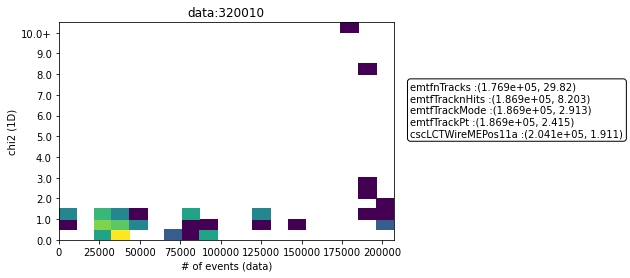 data:320010
10.0+
9.0
8.0
7.0
6.0
5.0
4.0
3.0
2.0
1.0
0.0
chi2 (1D)
0 25000 50000 75000 100000 125000 150000 175000 200000
# of events (data)
emtfnTracks :(1.769e+05, 29.82)
emtfTracknHits :(1.869e+05, 8.203)
emtfTrackMode :(1.869e+05, 2.913)
emtfTrackPt :(1.869e+05, 2.415)
cscLCTWireMEPos11a :(2.041e+05, 1.911)